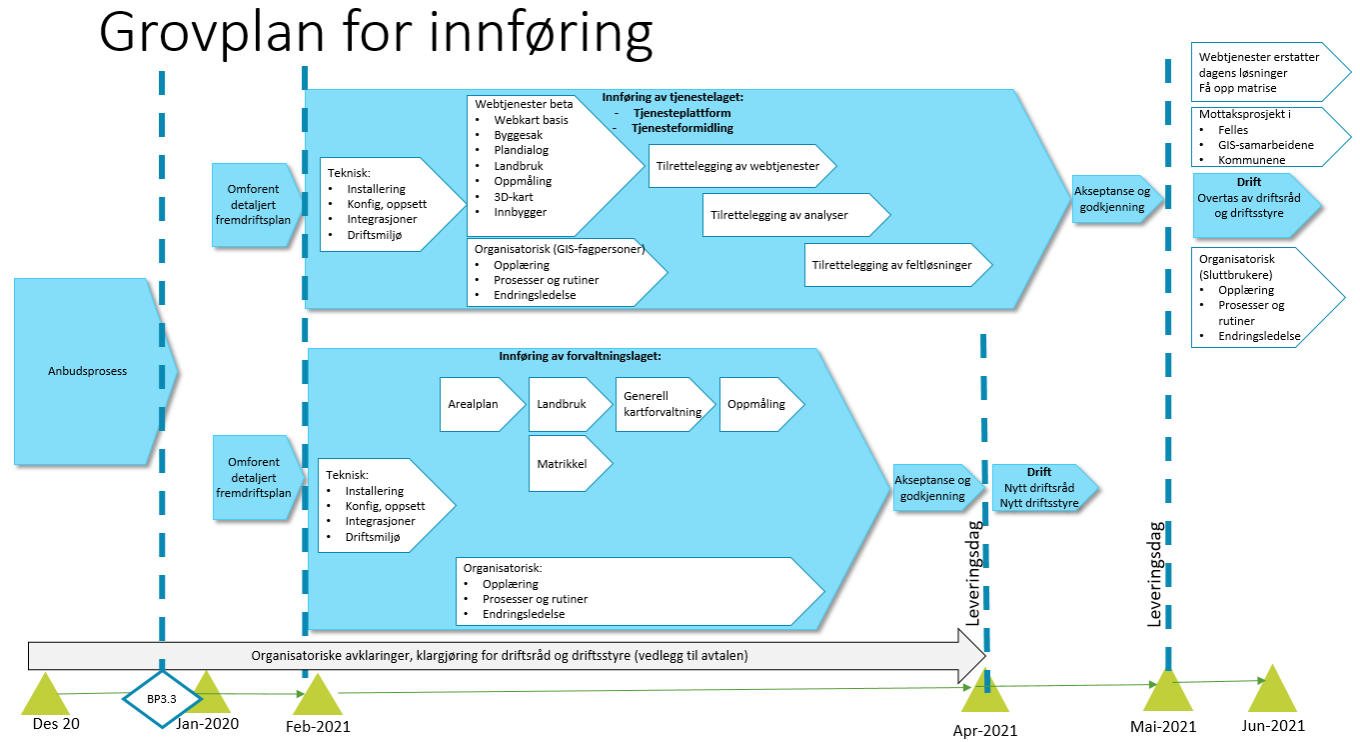 Grovplan for innføring
Anbudsprosess
Omforent
detaljert
fremdriftsplan
Innføring av tjenestelaget:
- Tjenesteplattform
- Tjenesteformidling
Teknisk:
• Installering
• Konfig, oppsett
• Integrasjoner
• Driftsmiljø
Webtjenester beta
• Webkart basis
• Byggesak
• Plandialog
• Landbruk
• Oppmåling
• 3D-kart
• Innbygger
Organisatorisk (GIS-fagpersoner)
• Opplæring
• Prosesser og rutiner
• Endringsledelse
Tilrettelegging av webtjenester
Tilrettelegging av analyser
Tilrettelegging av feltløsninger
Akseptanse og
godkjenning
Webtjenester erstatter
dagens løsninger
Få opp matrise
Mottaksprosjekt i
• Felles
• GIS-samarbeidene
• Kommunene
Drift
Overtas av driftsråd
og driftsstyre
Organisatorisk
(Sluttbrukere)
• Opplæring
• Prosesser og
rutiner
• Endringsledelse
Omforent
detaljert
fremdriftsplan
Innføring av forvaltningslaget:
Teknisk:
• Installering
• Konfig, oppsett
• Integrasjoner
• Driftsmiljø
Arealplan
Landbruk
Generell
kartforvaltning
Oppmåling
Matrikkel
Organisatorisk:
• Opplæring
• Prosesser og rutiner
• Endringsledelse
Akseptanse og
godkjenning
Drift
Nytt driftsråd
Nytt driftsstyre
Leveringsdag
Leveringsdag
Organisatoriske avklaringer, klargjøring for driftsråd og driftsstyre (vedlegg til avtalen)
BP3.3
Des 20
Jan-2020
Feb-2021
Apr-2021
Mai-2021
Jun-2021